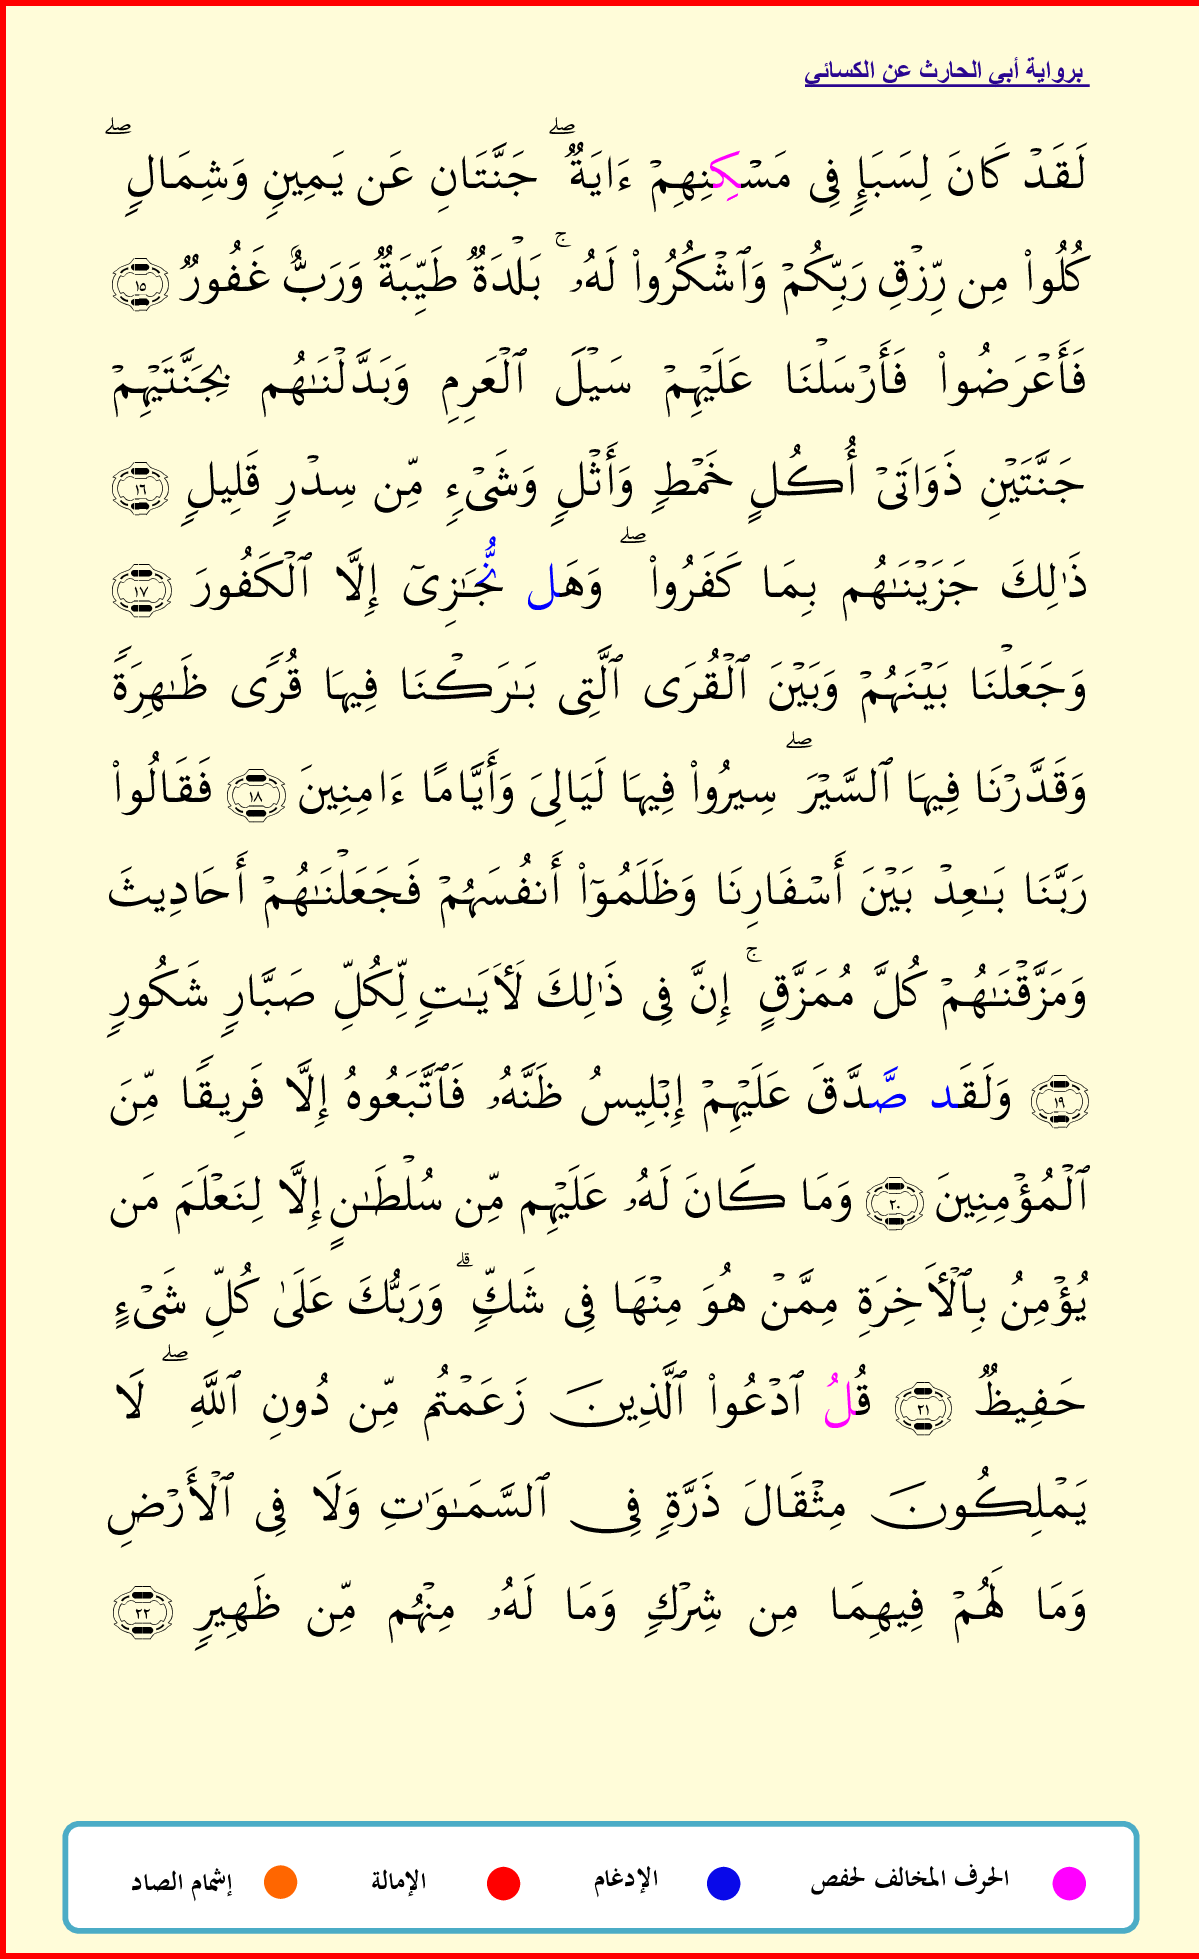 برواية أبي الحارث عن الكسائي
لَقَدۡ كَانَ لِسَبَإٖ فِي مَسۡكِنِهِمۡ ءَايَةٞۖ جَنَّتَانِ عَن يَمِينٖ وَشِمَالٖۖ
كُلُواْ مِن رِّزۡقِ رَبِّكُمۡ وَٱشۡكُرُواْ لَهُۥۚ بَلۡدَةٞ طَيِّبَةٞ وَرَبٌّ غَفُورٞ ١٥
فَأَعۡرَضُواْ فَأَرۡسَلۡنَا عَلَيۡهِمۡ سَيۡلَ ٱلۡعَرِمِ وَبَدَّلۡنَٰهُم بِجَنَّتَيۡهِمۡ
جَنَّتَيۡنِ ذَوَاتَيۡ أُكُلٍ خَمۡطٖ وَأَثۡلٖ وَشَيۡءٖ مِّن سِدۡرٖ قَلِيلٖ ١٦
ذَٰلِكَ جَزَيۡنَٰهُم بِمَا كَفَرُواْۖ وَهَل نُّجَٰزِيٓ إِلَّا ٱلۡكَفُورَ ١٧
وَجَعَلۡنَا بَيۡنَهُمۡ وَبَيۡنَ ٱلۡقُرَى ٱلَّتِي بَٰرَكۡنَا فِيهَا قُرٗى ظَٰهِرَةٗ
وَقَدَّرۡنَا فِيهَا ٱلسَّيۡرَۖ سِيرُواْ فِيهَا لَيَالِيَ وَأَيَّامًا ءَامِنِينَ ١٨ فَقَالُواْ
رَبَّنَا بَٰعِدۡ بَيۡنَ أَسۡفَارِنَا وَظَلَمُوٓاْ أَنفُسَهُمۡ فَجَعَلۡنَٰهُمۡ أَحَادِيثَ
وَمَزَّقۡنَٰهُمۡ كُلَّ مُمَزَّقٍۚ إِنَّ فِي ذَٰلِكَ لَأٓيَٰتٖ لِّكُلِّ صَبَّارٖ شَكُورٖ
١٩ وَلَقَد صَّدَّقَ عَلَيۡهِمۡ إِبۡلِيسُ ظَنَّهُۥ فَٱتَّبَعُوهُ إِلَّا فَرِيقٗا مِّنَ
ٱلۡمُؤۡمِنِينَ ٢٠ وَمَا كَانَ لَهُۥ عَلَيۡهِم مِّن سُلۡطَٰنٍ إِلَّا لِنَعۡلَمَ مَن
يُؤۡمِنُ بِٱلۡأٓخِرَةِ مِمَّنۡ هُوَ مِنۡهَا فِي شَكّٖۗ وَرَبُّكَ عَلَىٰ كُلِّ شَيۡءٍ
حَفِيظٞ ٢١ قُلُ ٱدۡعُواْ ٱلَّذِينَ زَعَمۡتُم مِّن دُونِ ٱللَّهِۖ لَا
يَمۡلِكُونَ مِثۡقَالَ ذَرَّةٖ فِي ٱلسَّمَٰوَٰتِ وَلَا فِي ٱلۡأَرۡضِ
وَمَا لَهُمۡ فِيهِمَا مِن شِرۡكٖ وَمَا لَهُۥ مِنۡهُم مِّن ظَهِيرٖ ٢٢
الحرف المخالف لحفص الإدغام الإمالة إشمام الصاد